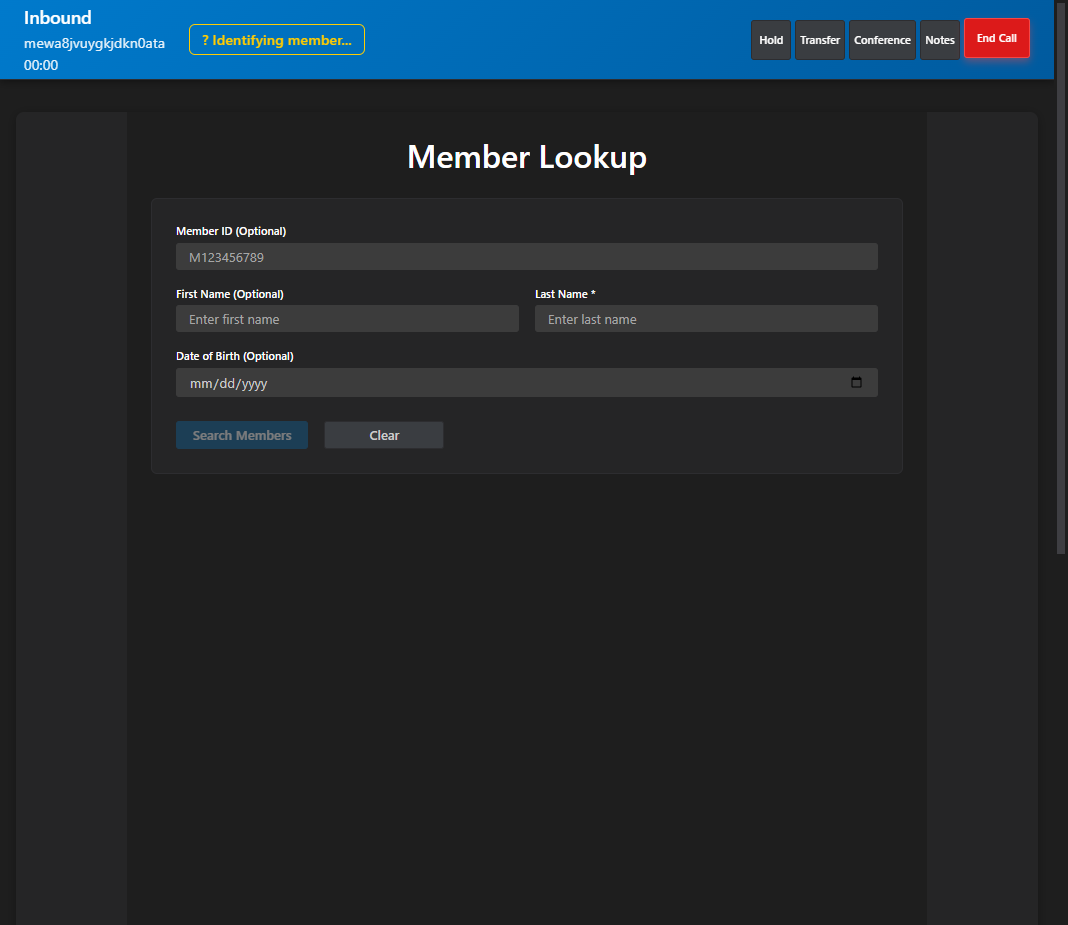 Inbound
mewa8jvuygkjdkn0ata
00:00
? Identifying member...
Hold
Transfer
Conference
Notes
End Call
Member Lookup
Member ID (Optional)
M123456789
First Name (Optional)
Last Name *
Enter first name
Enter last name
Date of Birth (Optional)
mm/dd/yyyy
Search Members
Clear